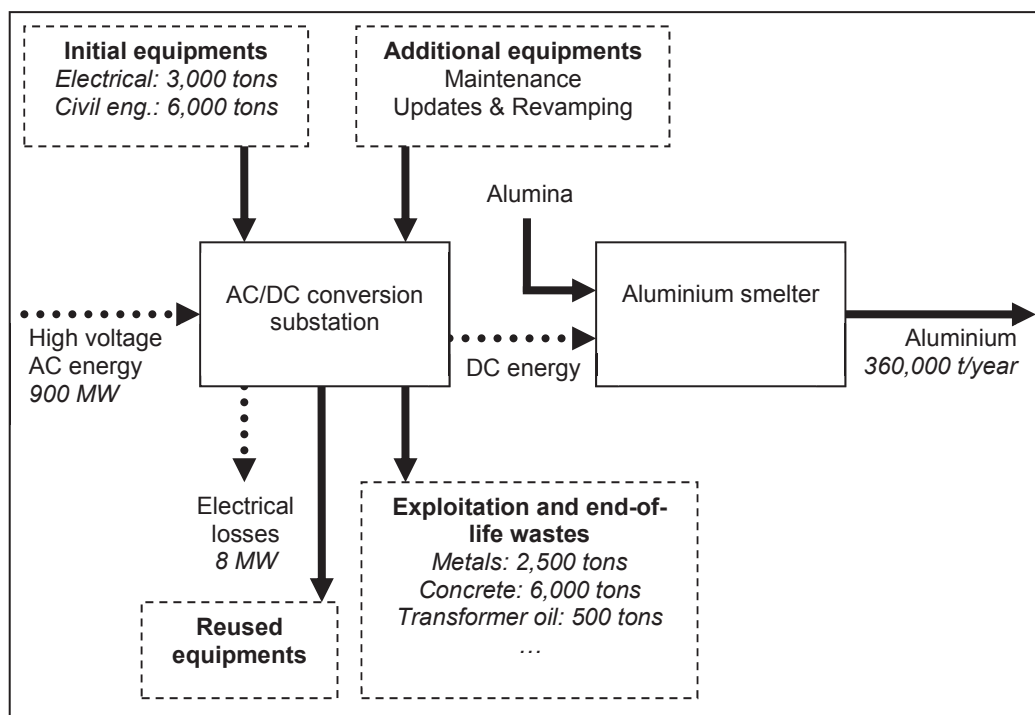 Initial equipments
Electrical: 3,000 tons
Civil eng.: 6,000 tons
Additional equipments
Maintenance
Updates & Revamping
Alumina
AC/DC conversion
substation
Aluminium smelter
High voltage
AC energy
900 MW
DC energy
Aluminium
360,000 t/year
Electrical
losses
8 MW
Reused
equipments
Exploitation and end-of-
life wastes
Metals: 2,500 tons
Concrete: 6,000 tons
Transformer oil: 500 tons
…